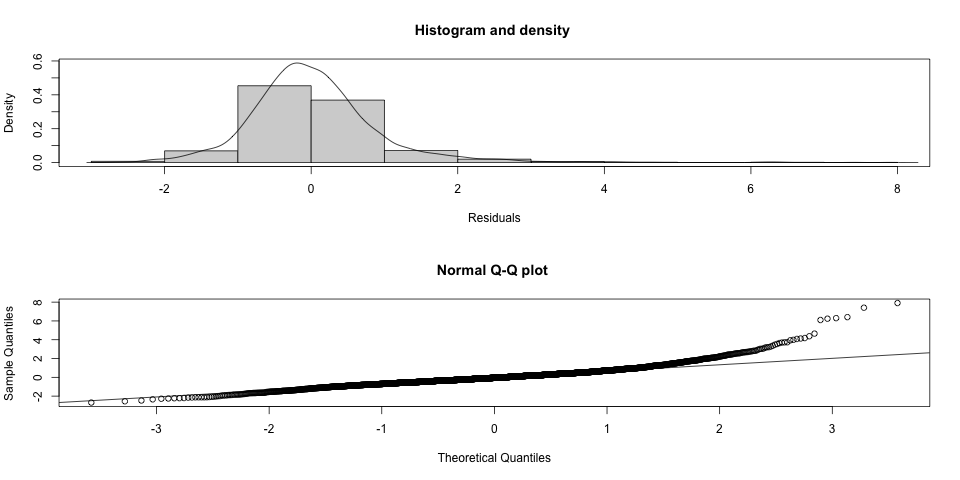 Histogram and density
Density
0.6
0.4
0.2
0.0
-2 0 2 4 6 8
Residuals
Normal Q-Q plot
Sample Quantiles
8
6
4
2
0
-2
-3 -2 -1 0 1 2 3
Theoretical Quantiles